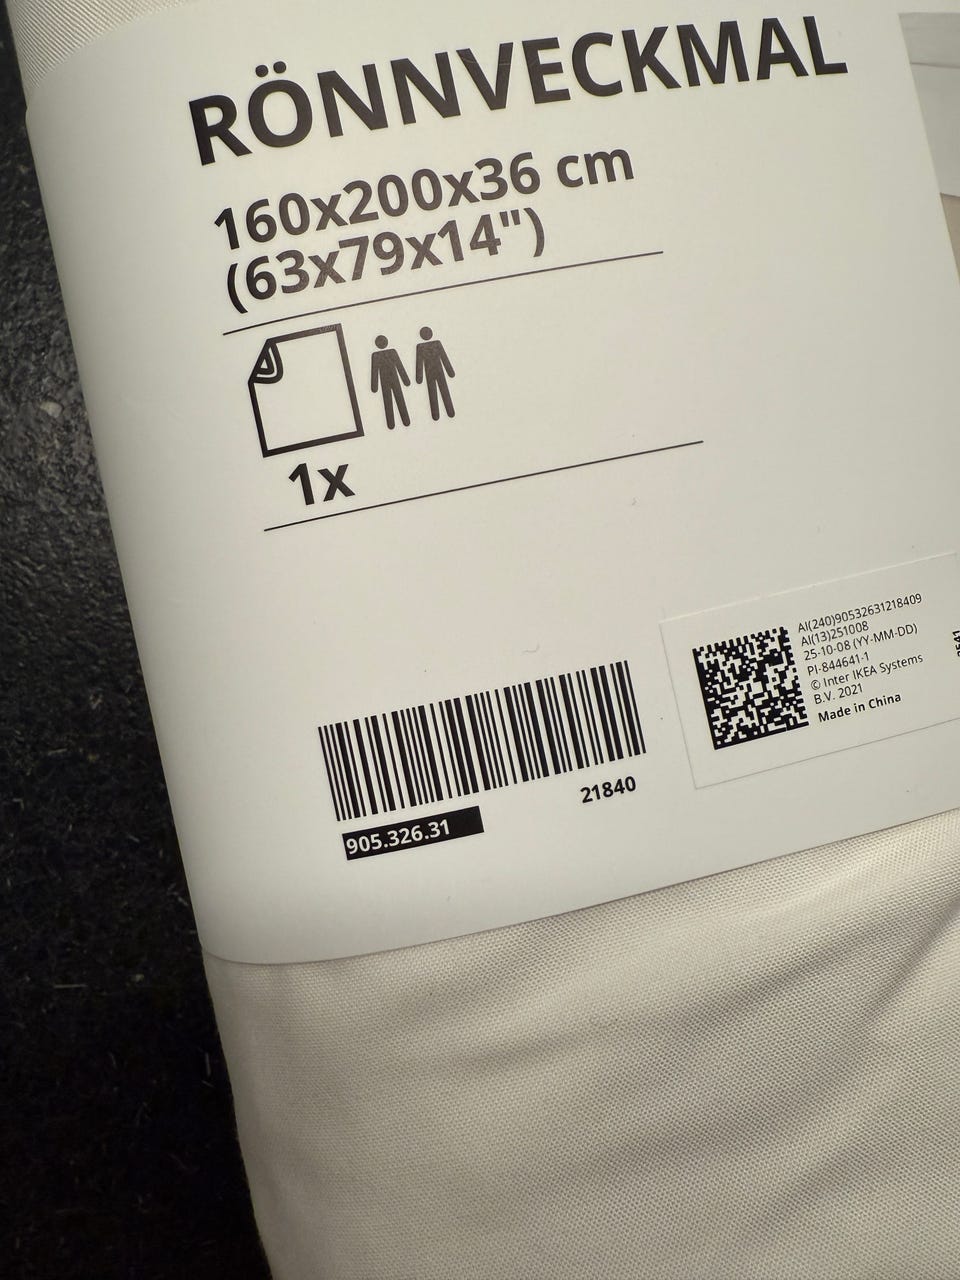 RÖNNVECKMAL
160x200x36 cm
(63x79x14")
1x
905.326.31
21840
AI(240)90532631218409
AI(13)251008
25-10-08 (YY-MM-DD)
PI-844641-1
© Inter IKEA Systems
B.V. 2021
Made in China